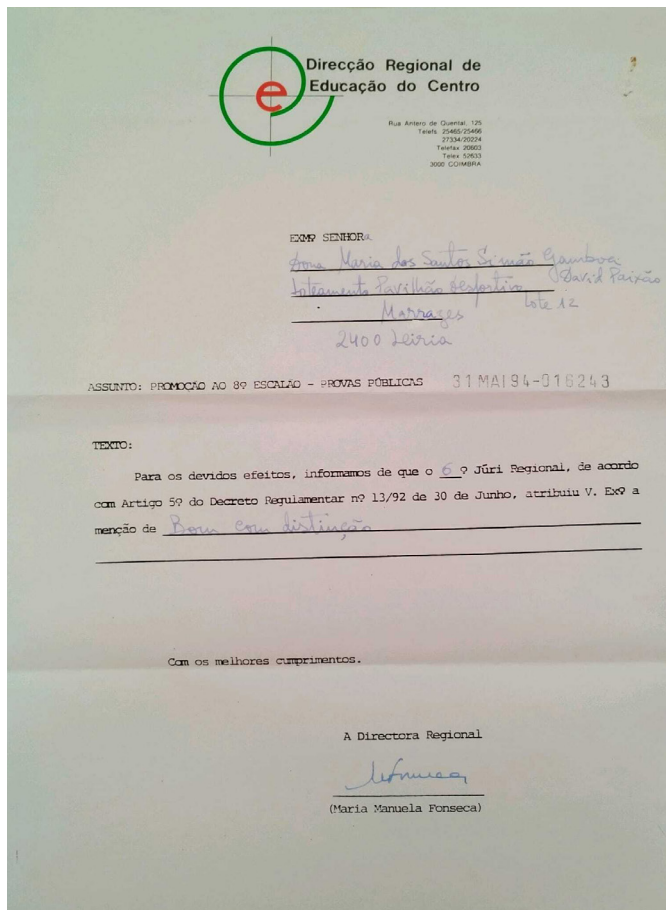 e
Direcção Regional de
Educação do Centro
Rua Antero de Quental, 125
Telefs. 25465/25466
27334/20224
Telefax 20603
Telex 52633
3000 COIMBRA
EXMº SENHORa
Dona Maria dos Santos Simão Gamboa
David Paixão
Loteamento Pavilhão Desportivo
Lote 12
Marrazes
2400 Leiria
ASSUNTO: PROMOÇÃO AO 8º ESCALÃO - PROVAS PÚBLICAS 31 MAI 94-016243
TEXTO:
Para os devidos efeitos, informamos de que o 6 º Júri Regional, de acordo
com Artigo 5º do Decreto Regulamentar nº 13/92 de 30 de Junho, atribuiu V. Exª a
menção de Bom com distinção
Com os melhores cumprimentos.
A Directora Regional
(Maria Manuela Fonseca)